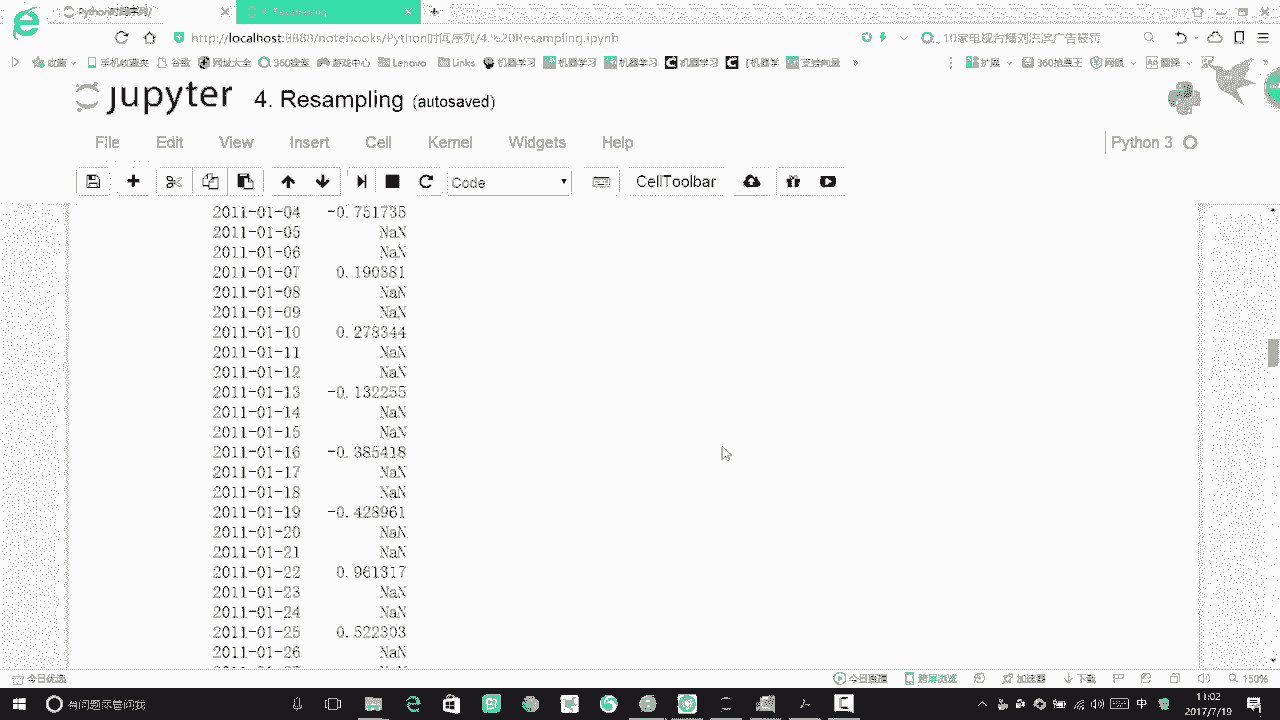 Python时间序列/
4. Resampling
http://localhost:8888/notebooks/Python时间序列/4.%20Resampling.ipynb
10家电视台播刘洪滨广告被罚
收藏
手机收藏夹
谷歌
网址大全
360搜索
游戏中心
Lenovo
Links
机器学习
机器学习
机器学习
机器学习
【机器学
支持向量
扩展
360抢票王
网银
翻译
jupyter 4. Resampling (autosaved)
File Edit View Insert Cell Kernel Widgets Help
Python 3
Code
CellToolbar
2011-01-04 -0.751735
2011-01-05 NaN
2011-01-06 NaN
2011-01-07 0.190381
2011-01-08 NaN
2011-01-09 NaN
2011-01-10 0.278344
2011-01-11 NaN
2011-01-12 NaN
2011-01-13 -0.132255
2011-01-14 NaN
2011-01-15 NaN
2011-01-16 -0.385418
2011-01-17 NaN
2011-01-18 NaN
2011-01-19 -0.428961
2011-01-20 NaN
2011-01-21 NaN
2011-01-22 0.961317
2011-01-23 NaN
2011-01-24 NaN
2011-01-25 0.522303
2011-01-26 NaN
今日优选
今日直播
跨屏浏览
加速器
下载
150%
有问题尽管问我
中
11:02
2017/7/19